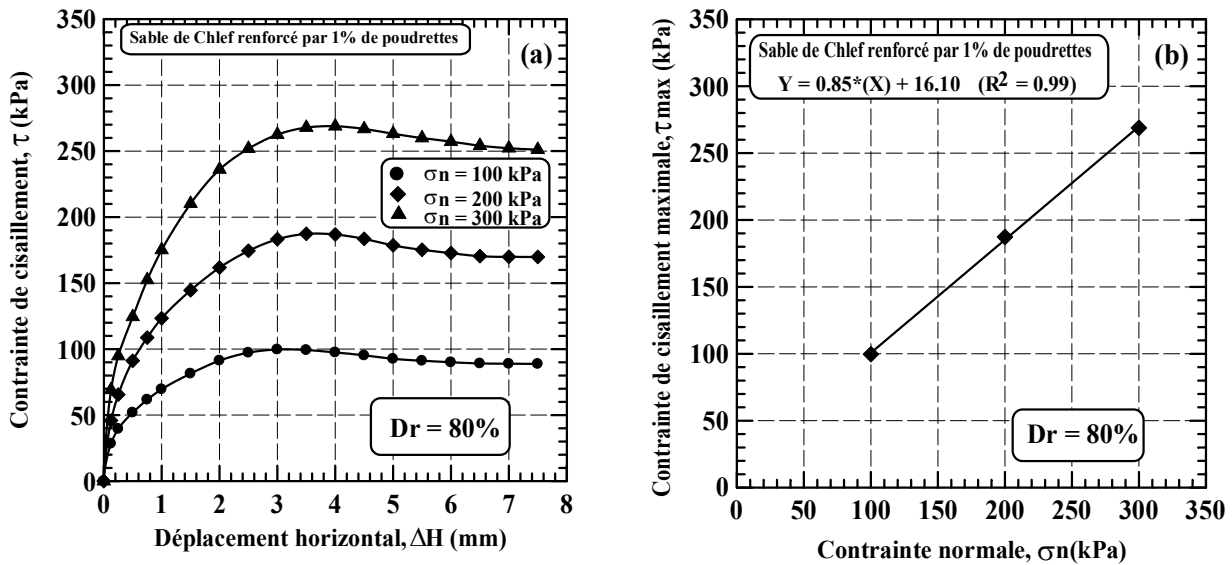 Sable de Chlef renforcé par 1% de poudrettes
(a)
Contrainte de cisaillement, τ (kPa)
350
300
250
200
150
100
50
0
σn = 100 kPa
σn = 200 kPa
σn = 300 kPa
Dr = 80%
0 1 2 3 4 5 6 7 8
Déplacement horizontal, ΔH (mm)
Sable de Chlef renforcé par 1% de poudrettes
Y = 0.85*(X) + 16.10 (R2 = 0.99)
(b)
Contrainte de cisaillement maximale, τmax (kPa)
350
300
250
200
150
100
50
0
Dr = 80%
0 50 100 150 200 250 300 350
Contrainte normale, σn(kPa)